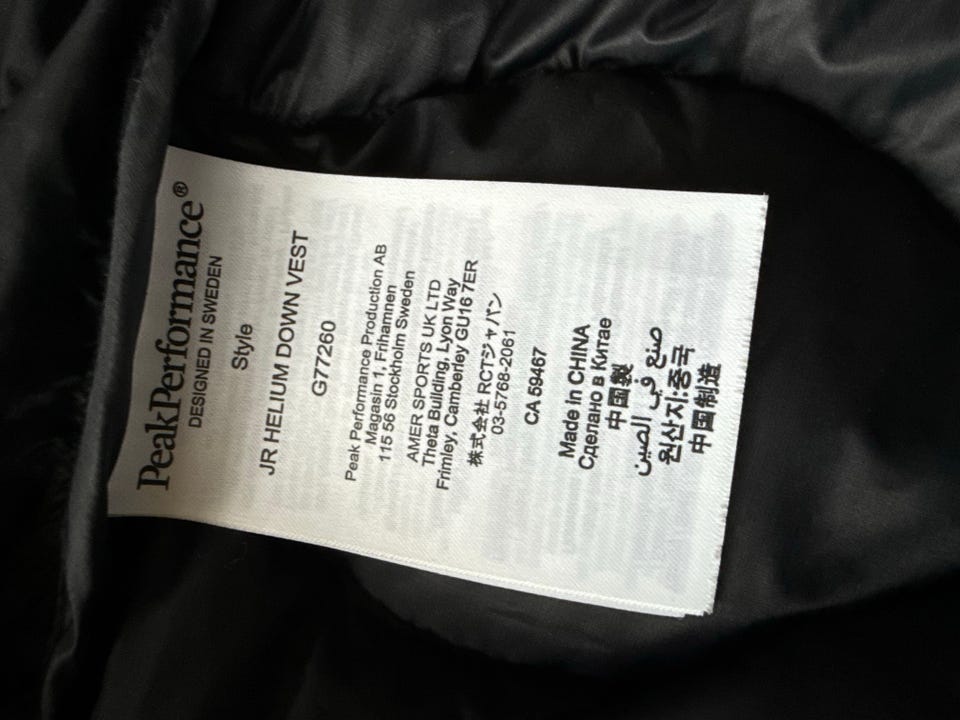 PeakPerformance®
DESIGNED IN SWEDEN
Style
JR HELIUM DOWN VEST
G77260
Peak Performance Production AB
Magasin 1, Frihamnen
115 56 Stockholm Sweden
AMER SPORTS UK LTD
Theta Building, Lyon Way
Frimley, Camberley GU16 7ER
株式会社 RCTジャパン
03-5768-2061
CA 59467
Made in CHINA
Сделано в Китае
中国製
صنع في الصين
원산지:중국
中国制造